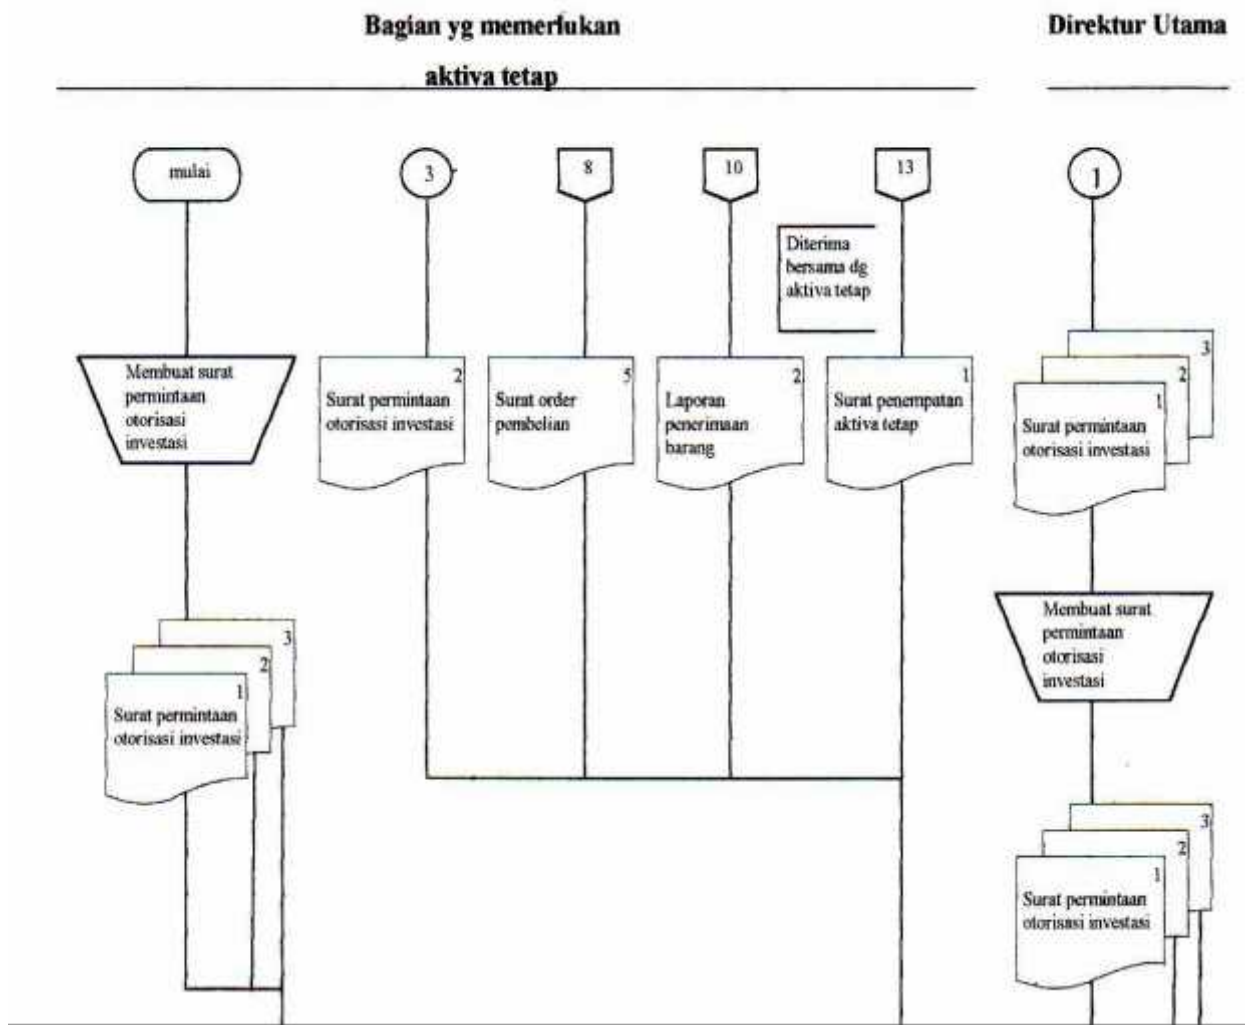 Bagian yg memerlukan
aktiva tetap
Direktur Utama
mulai
3
8
10
13
1
Diterima
bersama dg
aktiva tetap
Membuat surat
permintaan
otorisasi
investasi
2
Surat permintaan
otorisasi investasi
5
Surat order
pembelian
2
Laporan
penerimaan
barang
1
Surat penempatan
aktiva tetap
3
2
1
Surat permintaan
otorisasi investasi
Membuat surat
permintaan
otorisasi
investasi
3
2
1
Surat permintaan
otorisasi investasi
3
2
1
Surat permintaan
otorisasi investasi